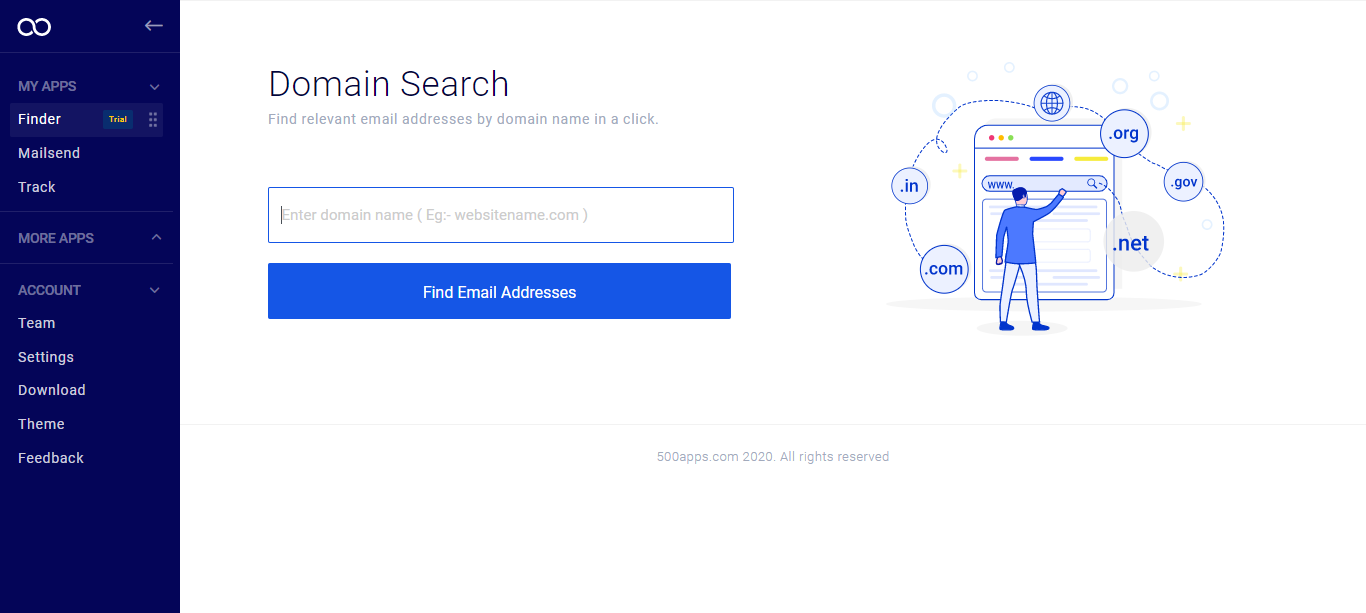 MY APPS
Finder
Trial
Mailsend
Track
MORE APPS
ACCOUNT
Team
Settings
Download
Theme
Feedback
Domain Search
Find relevant email addresses by domain name in a click.
Enter domain name ( Eg:- websitename.com )
Find Email Addresses
.org
.in
www.
.gov
.net
.com
500apps.com 2020. All rights reserved